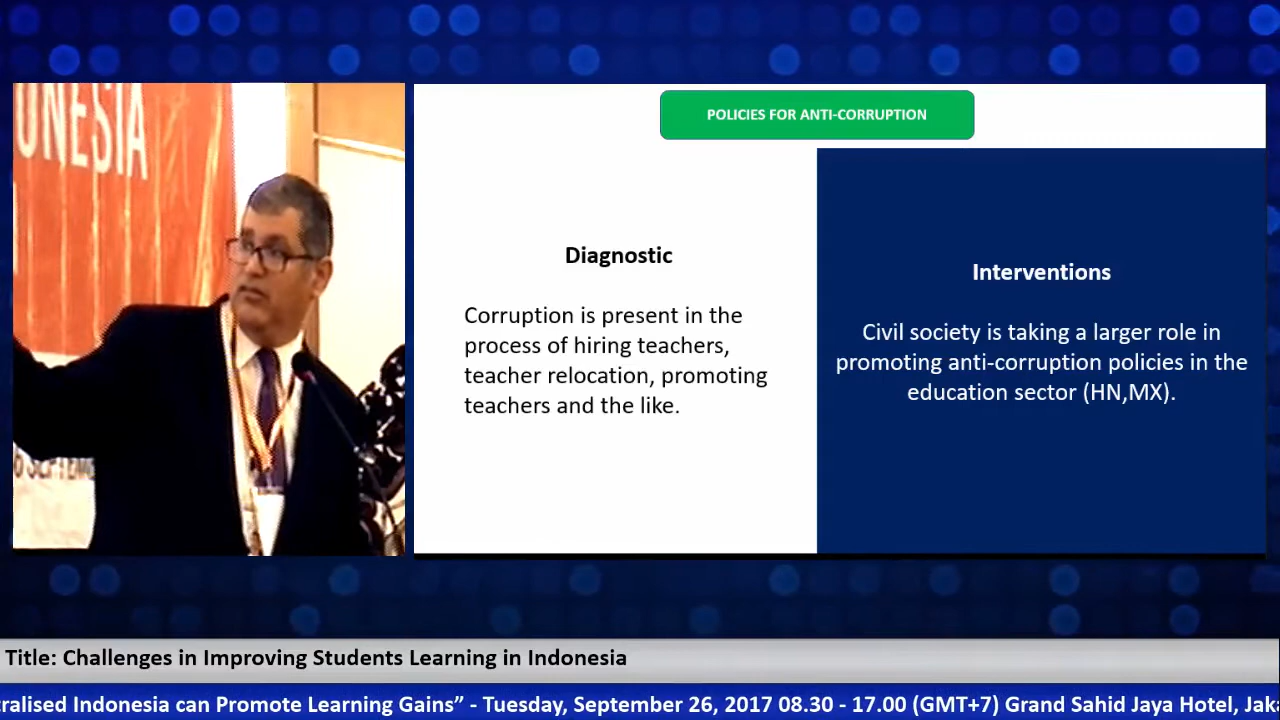 POLICIES FOR ANTI-CORRUPTION
Diagnostic
Corruption is present in the
process of hiring teachers,
teacher relocation, promoting
teachers and the like.
Interventions
Civil society is taking a larger role in
promoting anti-corruption policies in the
education sector (HN,MX).
Title: Challenges in Improving Students Learning in Indonesia
Indonesia can Promote Learning Gains” - Tuesday, September 26, 2017 08.30 - 17.00 (GMT+7) Grand Sahid Jaya Hotel,